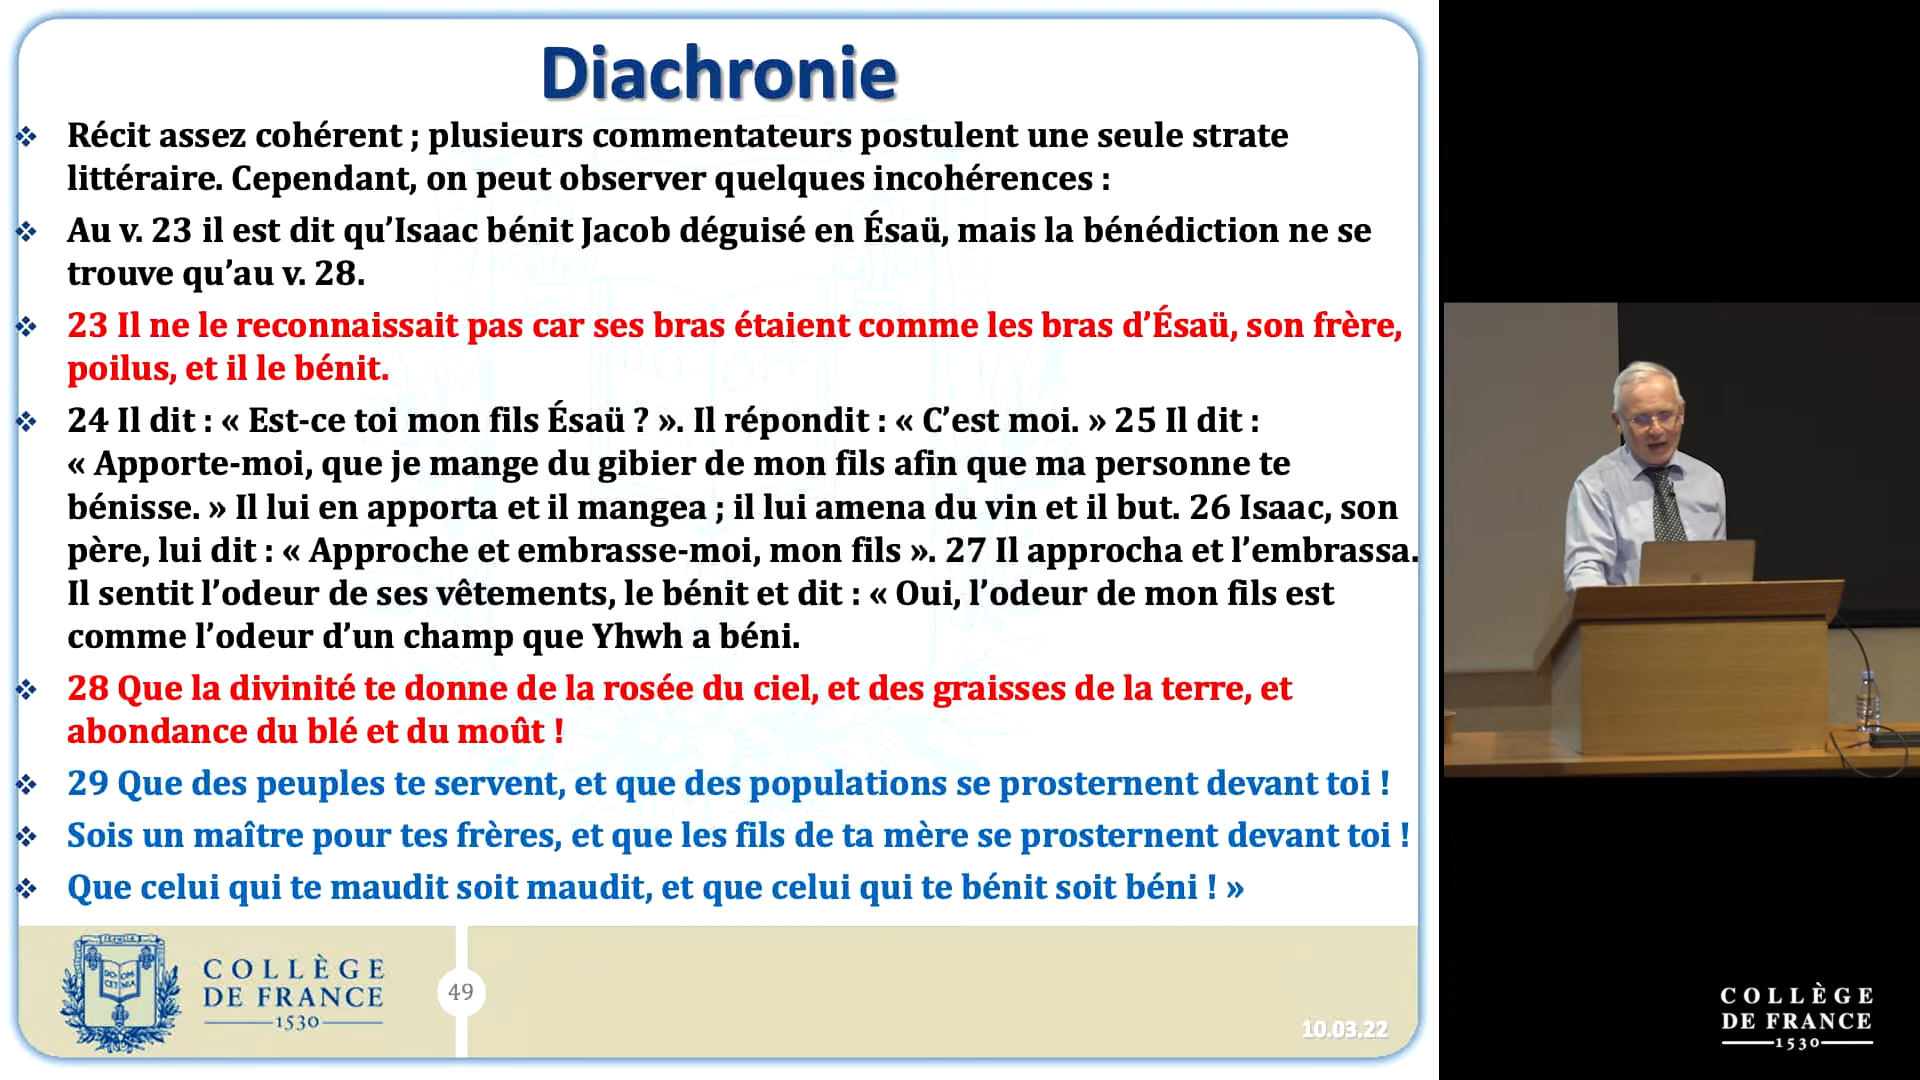 Diachronie
Récit assez cohérent ; plusieurs commentateurs postulent une seule strate
littéraire. Cependant, on peut observer quelques incohérences :
Au v. 23 il est dit qu’Isaac bénit Jacob déguisé en Ésaü, mais la bénédiction ne se
trouve qu’au v. 28.
23 Il ne le reconnaissait pas car ses bras étaient comme les bras d’Ésaü, son frère,
poilus, et il le bénit.
24 Il dit : « Est-ce toi mon fils Ésaü ? ». Il répondit : « C’est moi. » 25 Il dit :
« Apporte-moi, que je mange du gibier de mon fils afin que ma personne te
bénisse. » Il lui en apporta et il mangea ; il lui amena du vin et il but. 26 Isaac, son
père, lui dit : « Approche et embrasse-moi, mon fils ». 27 Il approcha et l’embrassa.
Il sentit l’odeur de ses vêtements, le bénit et dit : « Oui, l’odeur de mon fils est
comme l’odeur d’un champ que Yhwh a béni.
28 Que la divinité te donne de la rosée du ciel, et des graisses de la terre, et
abondance du blé et du moût !
29 Que des peuples te servent, et que des populations se prosternent devant toi !
Sois un maître pour tes frères, et que les fils de ta mère se prosternent devant toi !
Que celui qui te maudit soit maudit, et que celui qui te bénit soit béni ! »
COLLÈGE
DE FRANCE
1530
49
10.03.22
COLLÈGE
DE FRANCE
1530